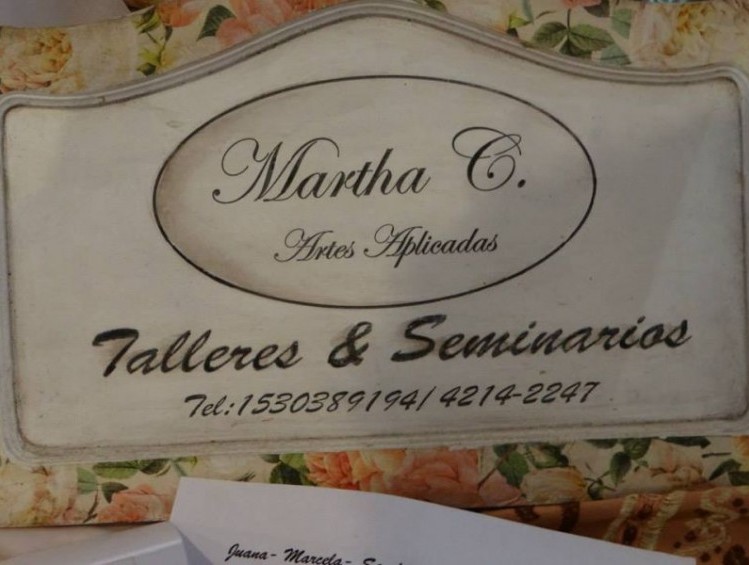 Martha C.
Artes Aplicadas
Talleres & Seminarios
Tel:1530389194/ 4214-2247
Juana- Marcela-